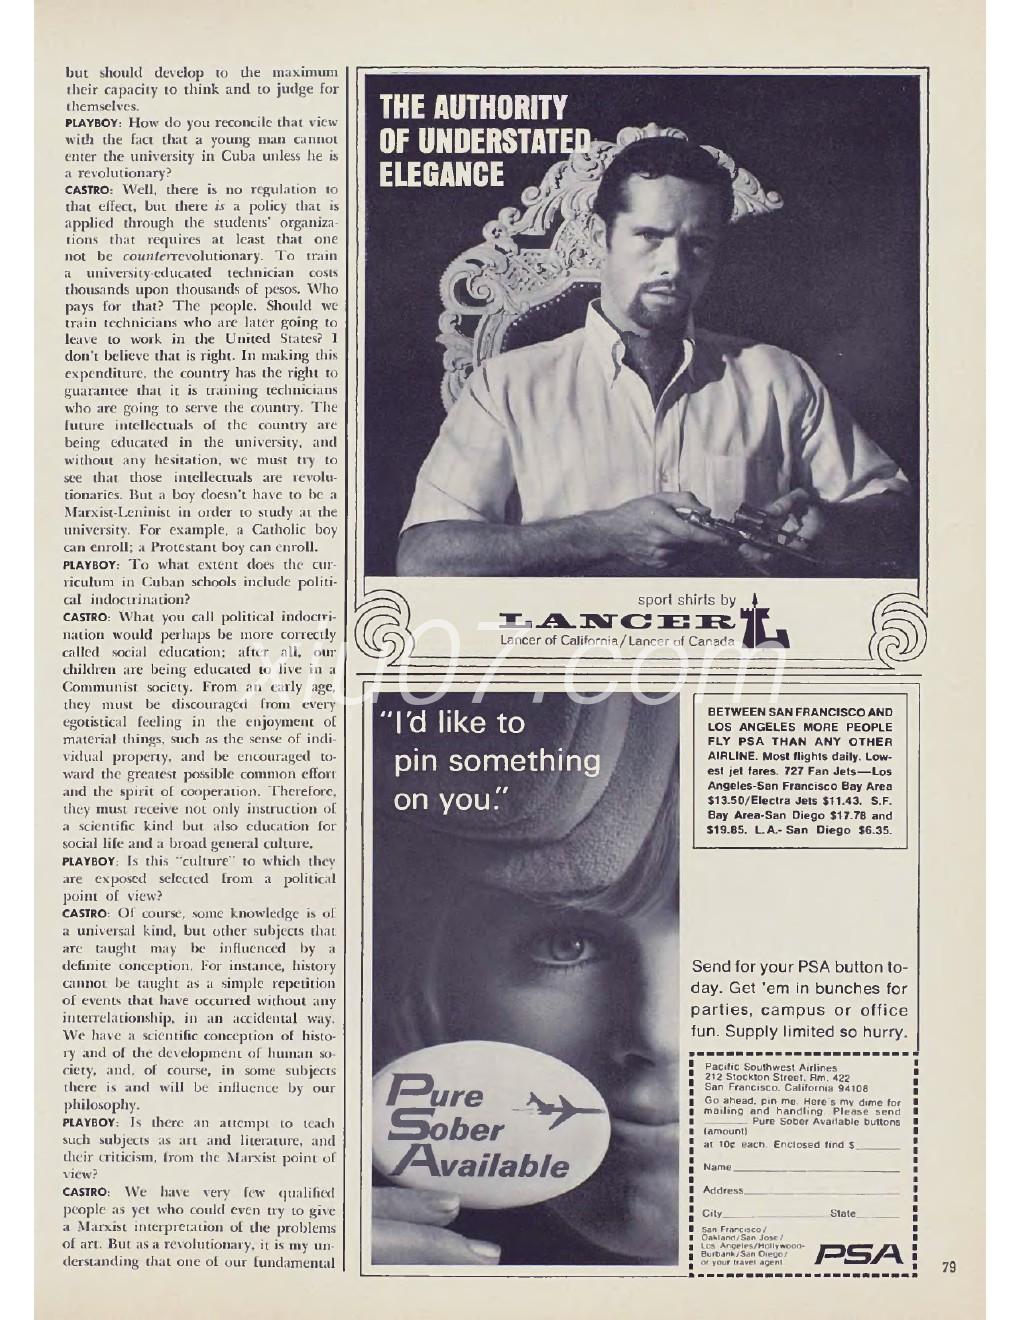 but should develop to the maximum
their capacity to think and to judge for
themselves.
PLAYBOY: How do you reconcile that view
with the fact that a young man cannot
enter the university in Cuba unless he is
a revolutionary?
CASTRO: Well, there is no regulation to
that effect, but there is a policy that is
applied through the students' organiza-
tions that requires at least that one
not be counterrevolutionary. To train
a university-educated technician costs
thousands upon thousands of pesos. Who
pays for that? The people. Should we
train technicians who are later going to
leave to work in the United States? I
don't believe that is right. In making this
expenditure, the country has the right to
guarantee that it is training technicians
who are going to serve the country. The
future intellectuals of the country are
being educated in the university, and
without any hesitation, we must try to
see that those intellectuals are revolu-
tionaries. But a boy doesn't have to be a
Marxist-Leninist in order to study at the
university. For example, a Catholic boy
can enroll; a Protestant boy can enroll.
PLAYBOY: To what extent does the cur-
riculum in Cuban schools include politi-
cal indoctrination?
CASTRO: What you call political indoctri-
nation would perhaps be more correctly
called social education; after all, our
children are being educated to live in a
Communist society. From an early age,
they must be discouraged from every
egotistical feeling in the enjoyment of
material things, such as the sense of indi-
vidual property, and be encouraged to-
ward the greatest possible common effort
and the spirit of cooperation. Therefore,
they must receive not only instruction of
a scientific kind but also education for
social life and a broad general culture.
PLAYBOY: Is this "culture" to which they
are exposed selected from a political
point of view?
CASTRO: Of course, some knowledge is of
a universal kind, but other subjects that
are taught may be influenced by a
definite conception. For instance, history
cannot be taught as a simple repetition
of events that have occurred without any
interrelationship, in an accidental way.
We have a scientific conception of histo-
ry and of the development of human so-
ciety, and, of course, in some subjects
there is and will be influence by our
philosophy.
PLAYBOY: Is there an attempt to teach
such subjects as art and literature, and
their criticism, from the Marxist point of
view?
CASTRO: We have very few qualified
people as yet who could even try to give
a Marxist interpretation of the problems
of art. But as a revolutionary, it is my un-
derstanding that one of our fundamental
THE AUTHORITY
OF UNDERSTATED
ELEGANCE
sport shirts by
LANCER
Lancer of California/Lancer of Canada
L
xiu07.com
"I'd like to
pin something
on you."
Pure
Sober
Available
BETWEEN SAN FRANCISCO AND
LOS ANGELES MORE PEOPLE
FLY PSA THAN ANY OTHER
AIRLINE. Most flights daily. Low-
est jet fares. 727 Fan Jets—Los
Angeles-San Francisco Bay Area
$13.50/Electra Jets $11.43. S.F.
Bay Area-San Diego $17.78 and
$19.85. L.A.- San Diego $6.35.
Send for your PSA button to-
day. Get 'em in bunches for
parties, campus or office
fun. Supply limited so hurry.
Pacific Southwest Airlines
212 Stockton Street, Rm. 422
San Francisco, California 94108
Go ahead, pin me. Here's my dime for
mailing and handling. Please send
______ Pure Sober Available buttons
(amount)
at 10¢ each. Enclosed find $______
Name______
Address______
City______ State______
San Francisco/
Oakland/San Jose/
Los Angeles/Hollywood-
Burbank/San Diego/
or your travel agent
PSA
79